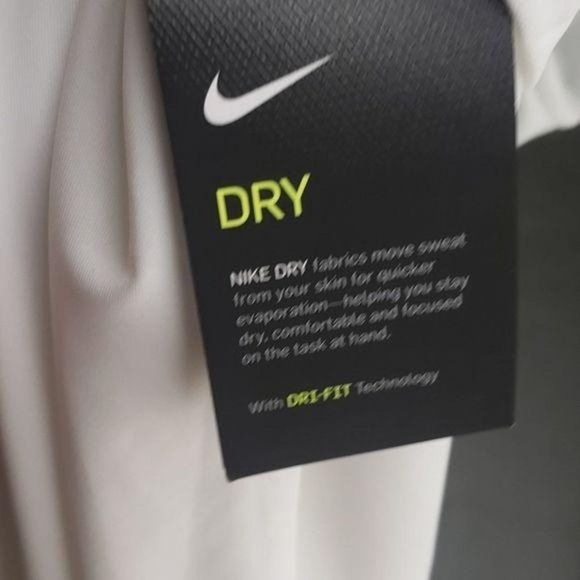 DRY
NIKE DRY fabrics move sweat
from your skin for quicker
evaporation—helping you stay
dry, comfortable and focused
on the task at hand.
With DRI-FIT Technology